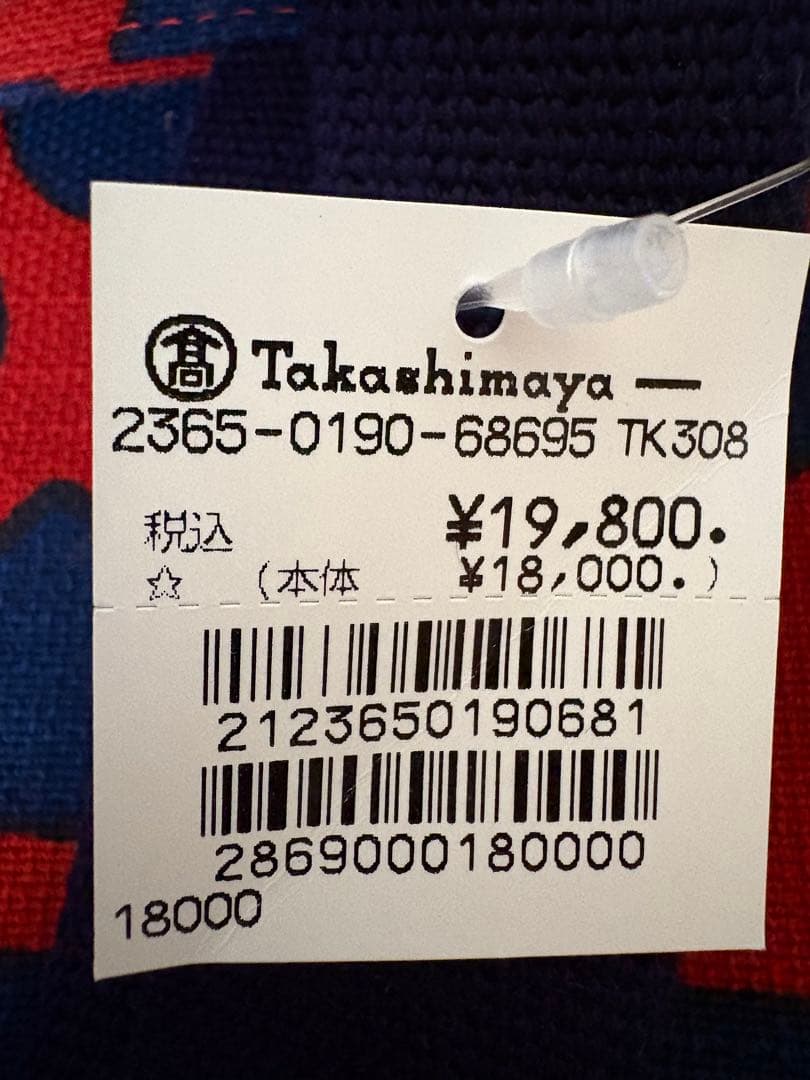 髙 Takashimaya
2365-0190-68695 TK308
税込 ¥19,800.
☆ (本体 ¥18,000.)
2123650190681
2869000180000
18000